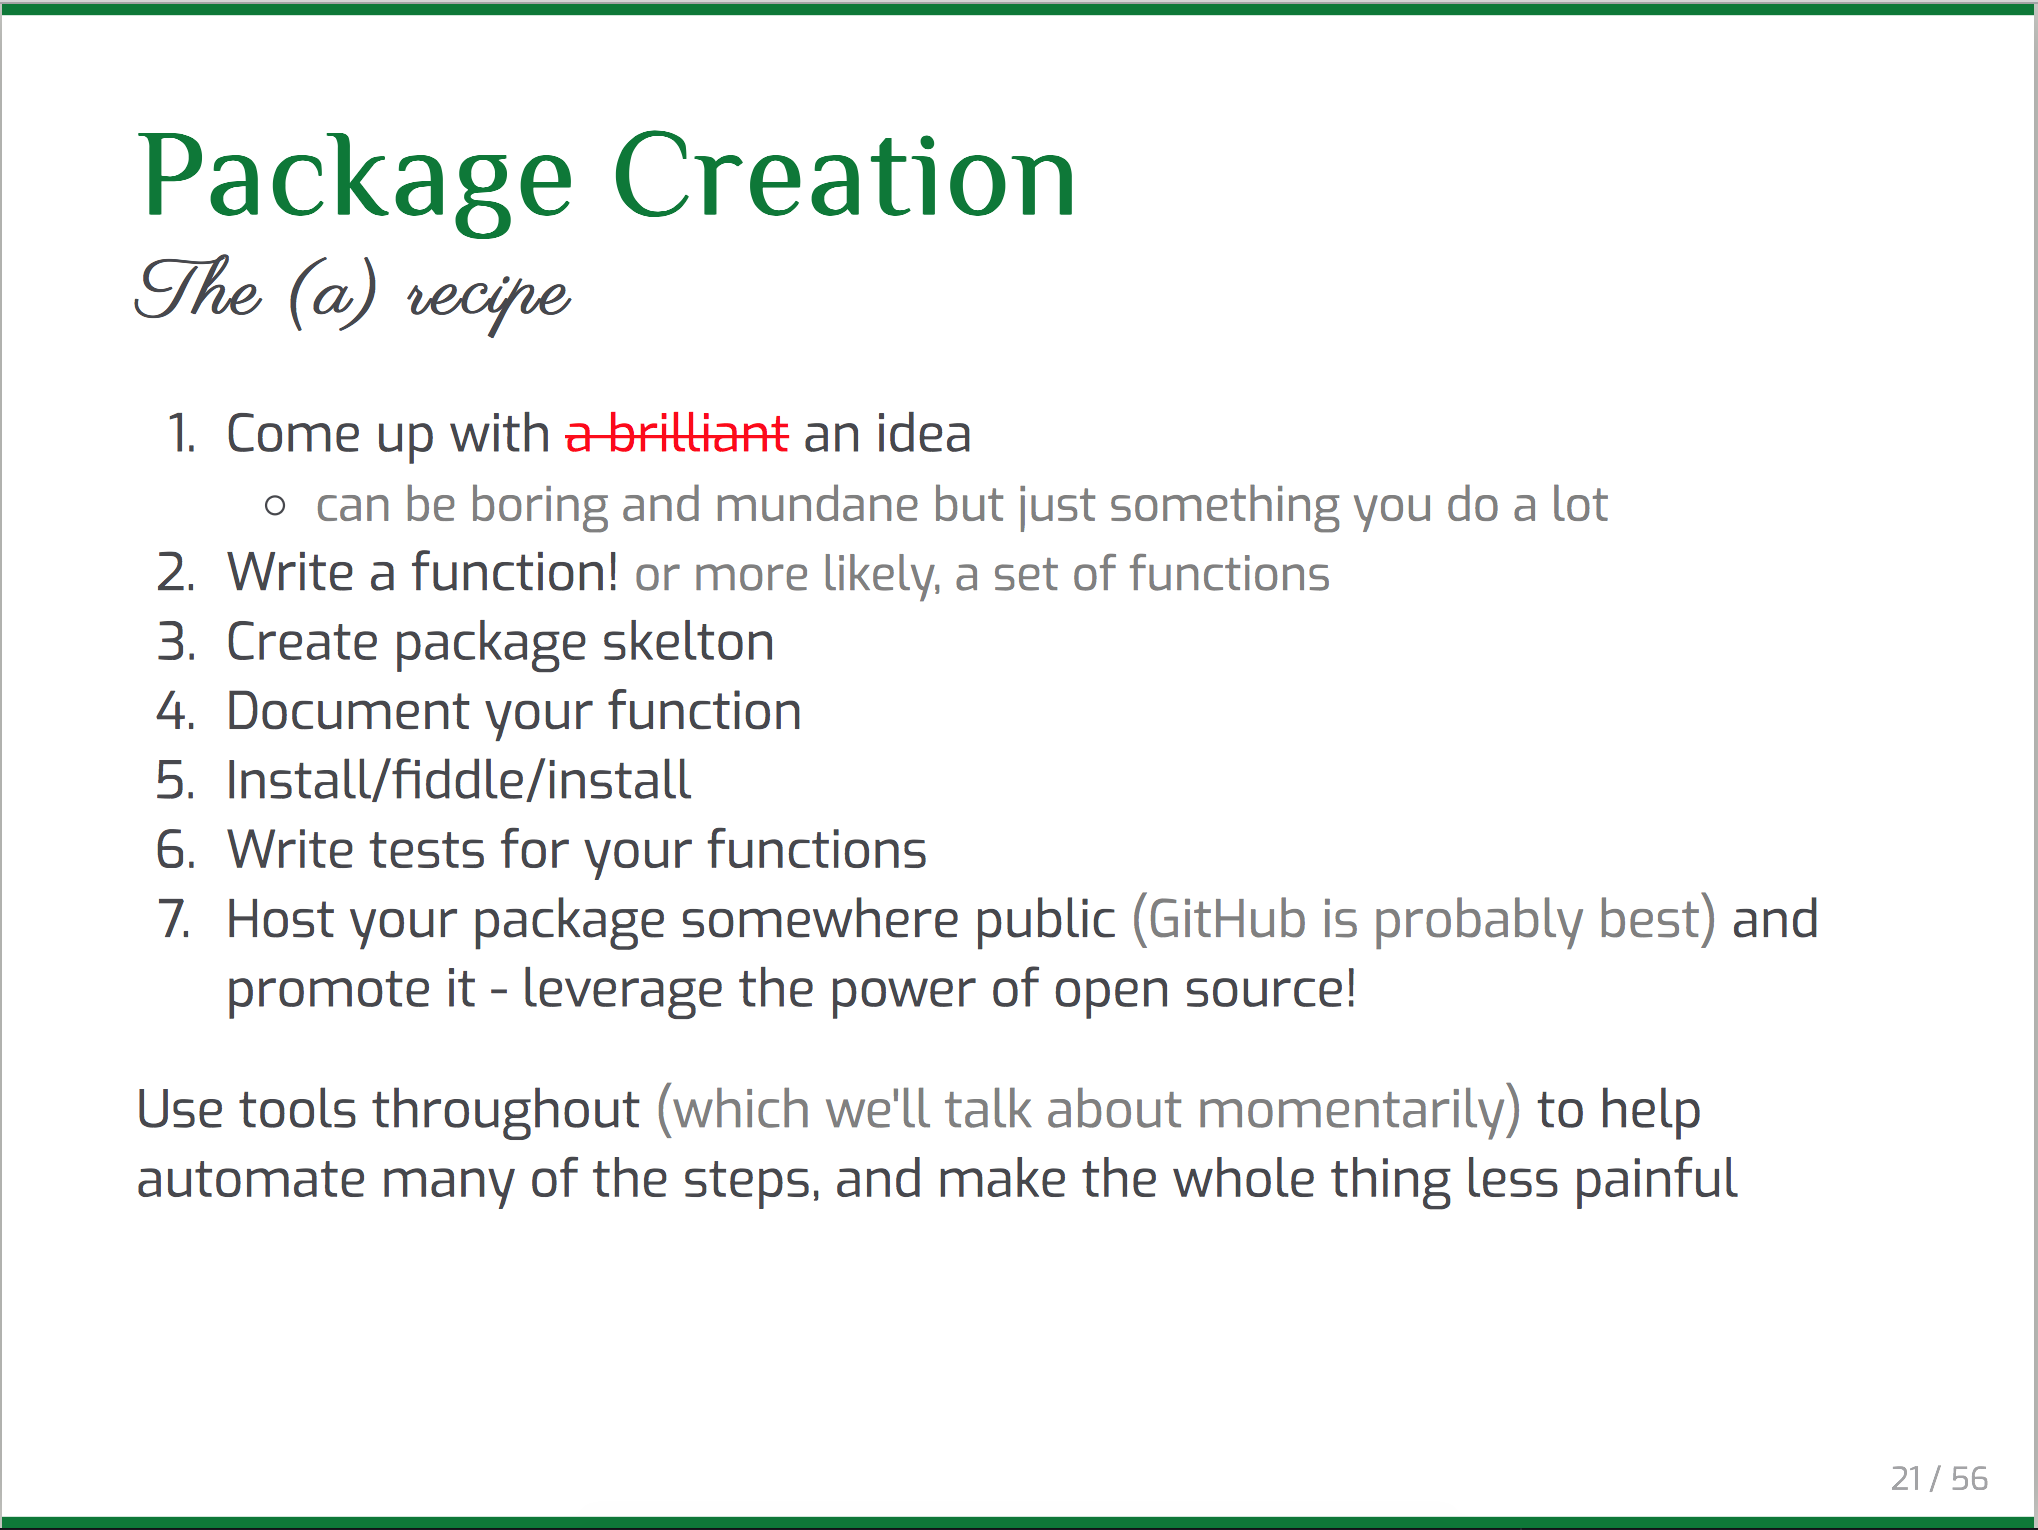 Package Creation
The (a) recipe
1. Come up with a brilliant an idea
○ can be boring and mundane but just something you do a lot
2. Write a function! or more likely, a set of functions
3. Create package skelton
4. Document your function
5. Install/fiddle/install
6. Write tests for your functions
7. Host your package somewhere public (GitHub is probably best) and
promote it - leverage the power of open source!
Use tools throughout (which we'll talk about momentarily) to help
automate many of the steps, and make the whole thing less painful
21 / 56